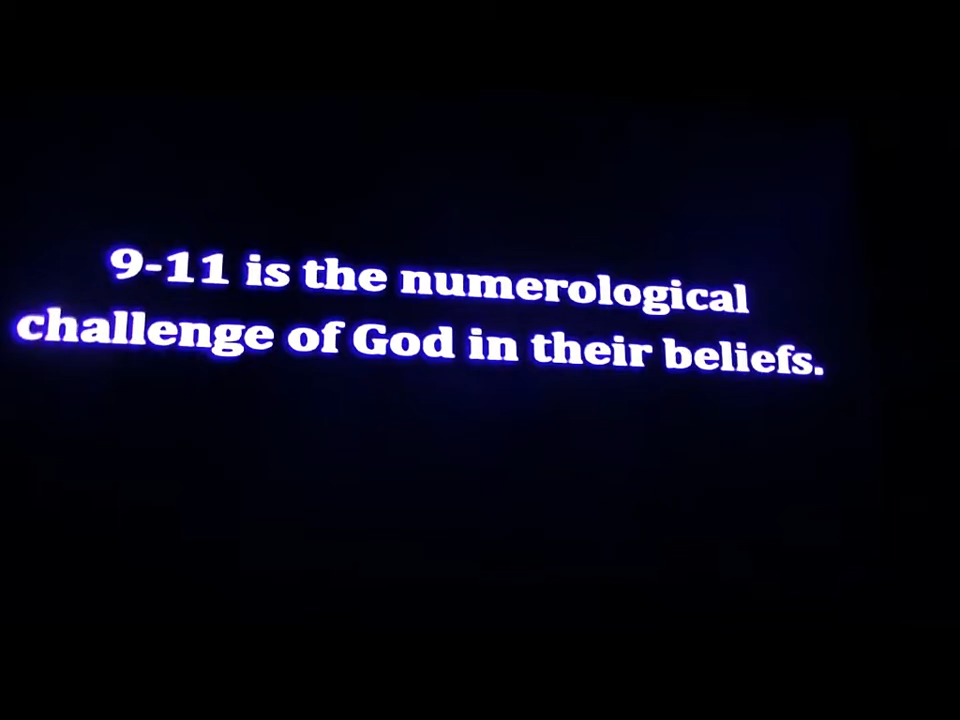 9-11 is the numerological
challenge of God in their beliefs.